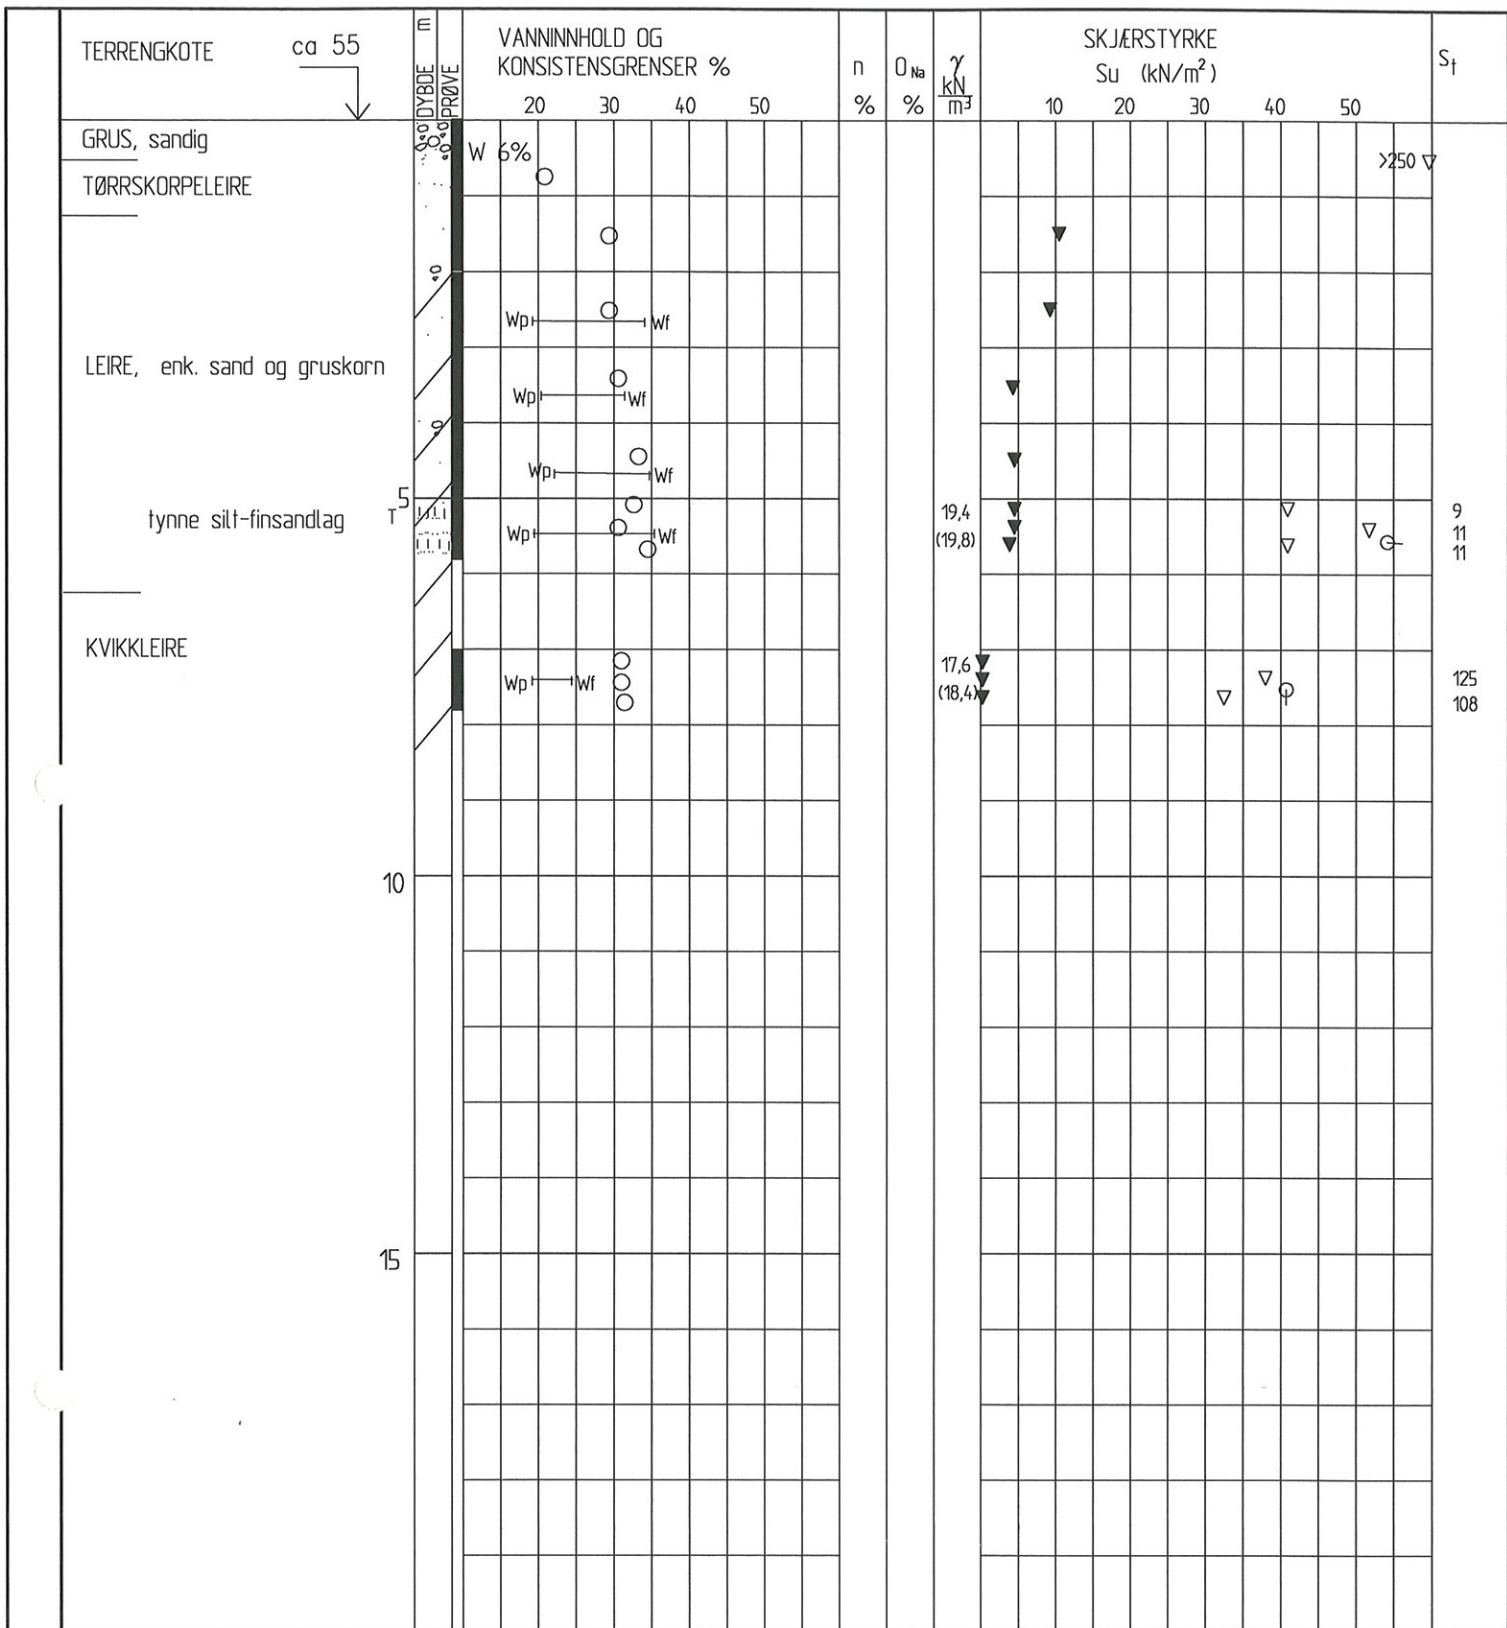 TERRENGKOTE ca 55
DYBDE m
PRØVE
VANNINNHOLD OG
KONSISTENSGRENSER %
20 30 40 50
n
%
O Na
%
γ
kN
m³
SKJÆRSTYRKE
Su (kN/m²)
10 20 30 40 50
St
GRUS, sandig
W 6%
>250
TØRRSKORPELEIRE
Wp Wf
LEIRE, enk. sand og gruskorn
Wp Wf
Wp Wf
5
T
tynne silt-finsandlag
19,4
9
Wp Wf
11
(19,8)
11
KVIKKLEIRE
17,6
Wp Wf
125
(18,4)
108
10
15